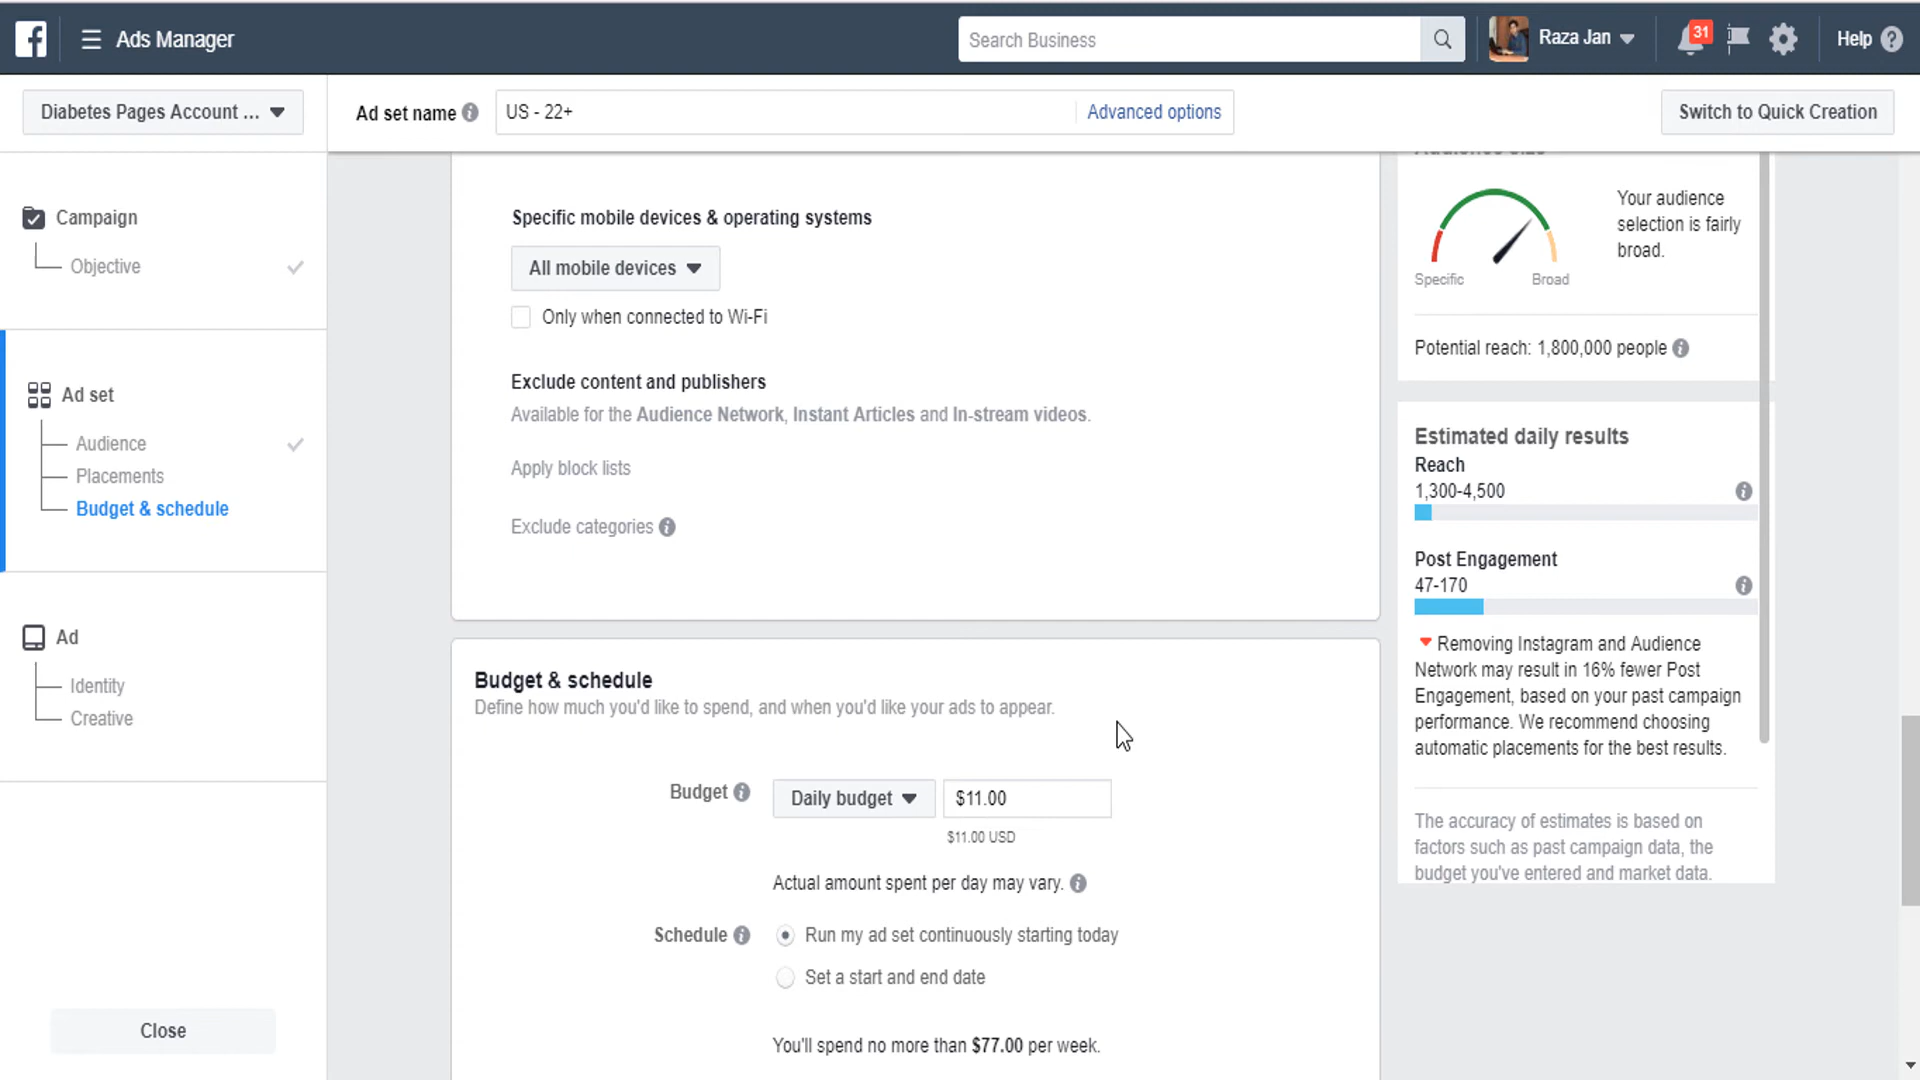 Ads Manager
Search Business
Raza Jan
31
Help
Diabetes Pages Account ...
Ad set name
US - 22+
Advanced options
Switch to Quick Creation
Campaign
Objective
Ad set
Audience
Placements
Budget & schedule
Ad
Identity
Creative
Close
Specific mobile devices & operating systems
All mobile devices
Only when connected to Wi-Fi
Exclude content and publishers
Available for the Audience Network, Instant Articles and In-stream videos.
Apply block lists
Exclude categories
Budget & schedule
Define how much you'd like to spend, and when you'd like your ads to appear.
Budget
Daily budget
$11.00
$11.00 USD
Actual amount spent per day may vary.
Schedule
Run my ad set continuously starting today
Set a start and end date
You'll spend no more than $77.00 per week.
Your audience
selection is fairly
broad.
Specific
Broad
Potential reach: 1,800,000 people
Estimated daily results
Reach
1,300-4,500
Post Engagement
47-170
Removing Instagram and Audience
Network may result in 16% fewer Post
Engagement, based on your past campaign
performance. We recommend choosing
automatic placements for the best results.
The accuracy of estimates is based on
factors such as past campaign data, the
budget you've entered and market data.